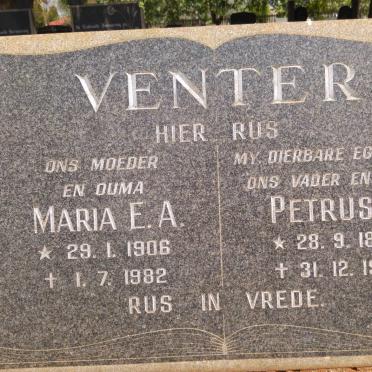 VENTER
HIER RUS
ONS MOEDER
EN OUMA
MARIA E. A.
★ 29. 1. 1906
✝ 1. 7. 1982
MY DIERBARE EG
ONS VADER EN
PETRUS
★ 28. 9. 18
✝ 31. 12. 19
RUS IN VREDE.